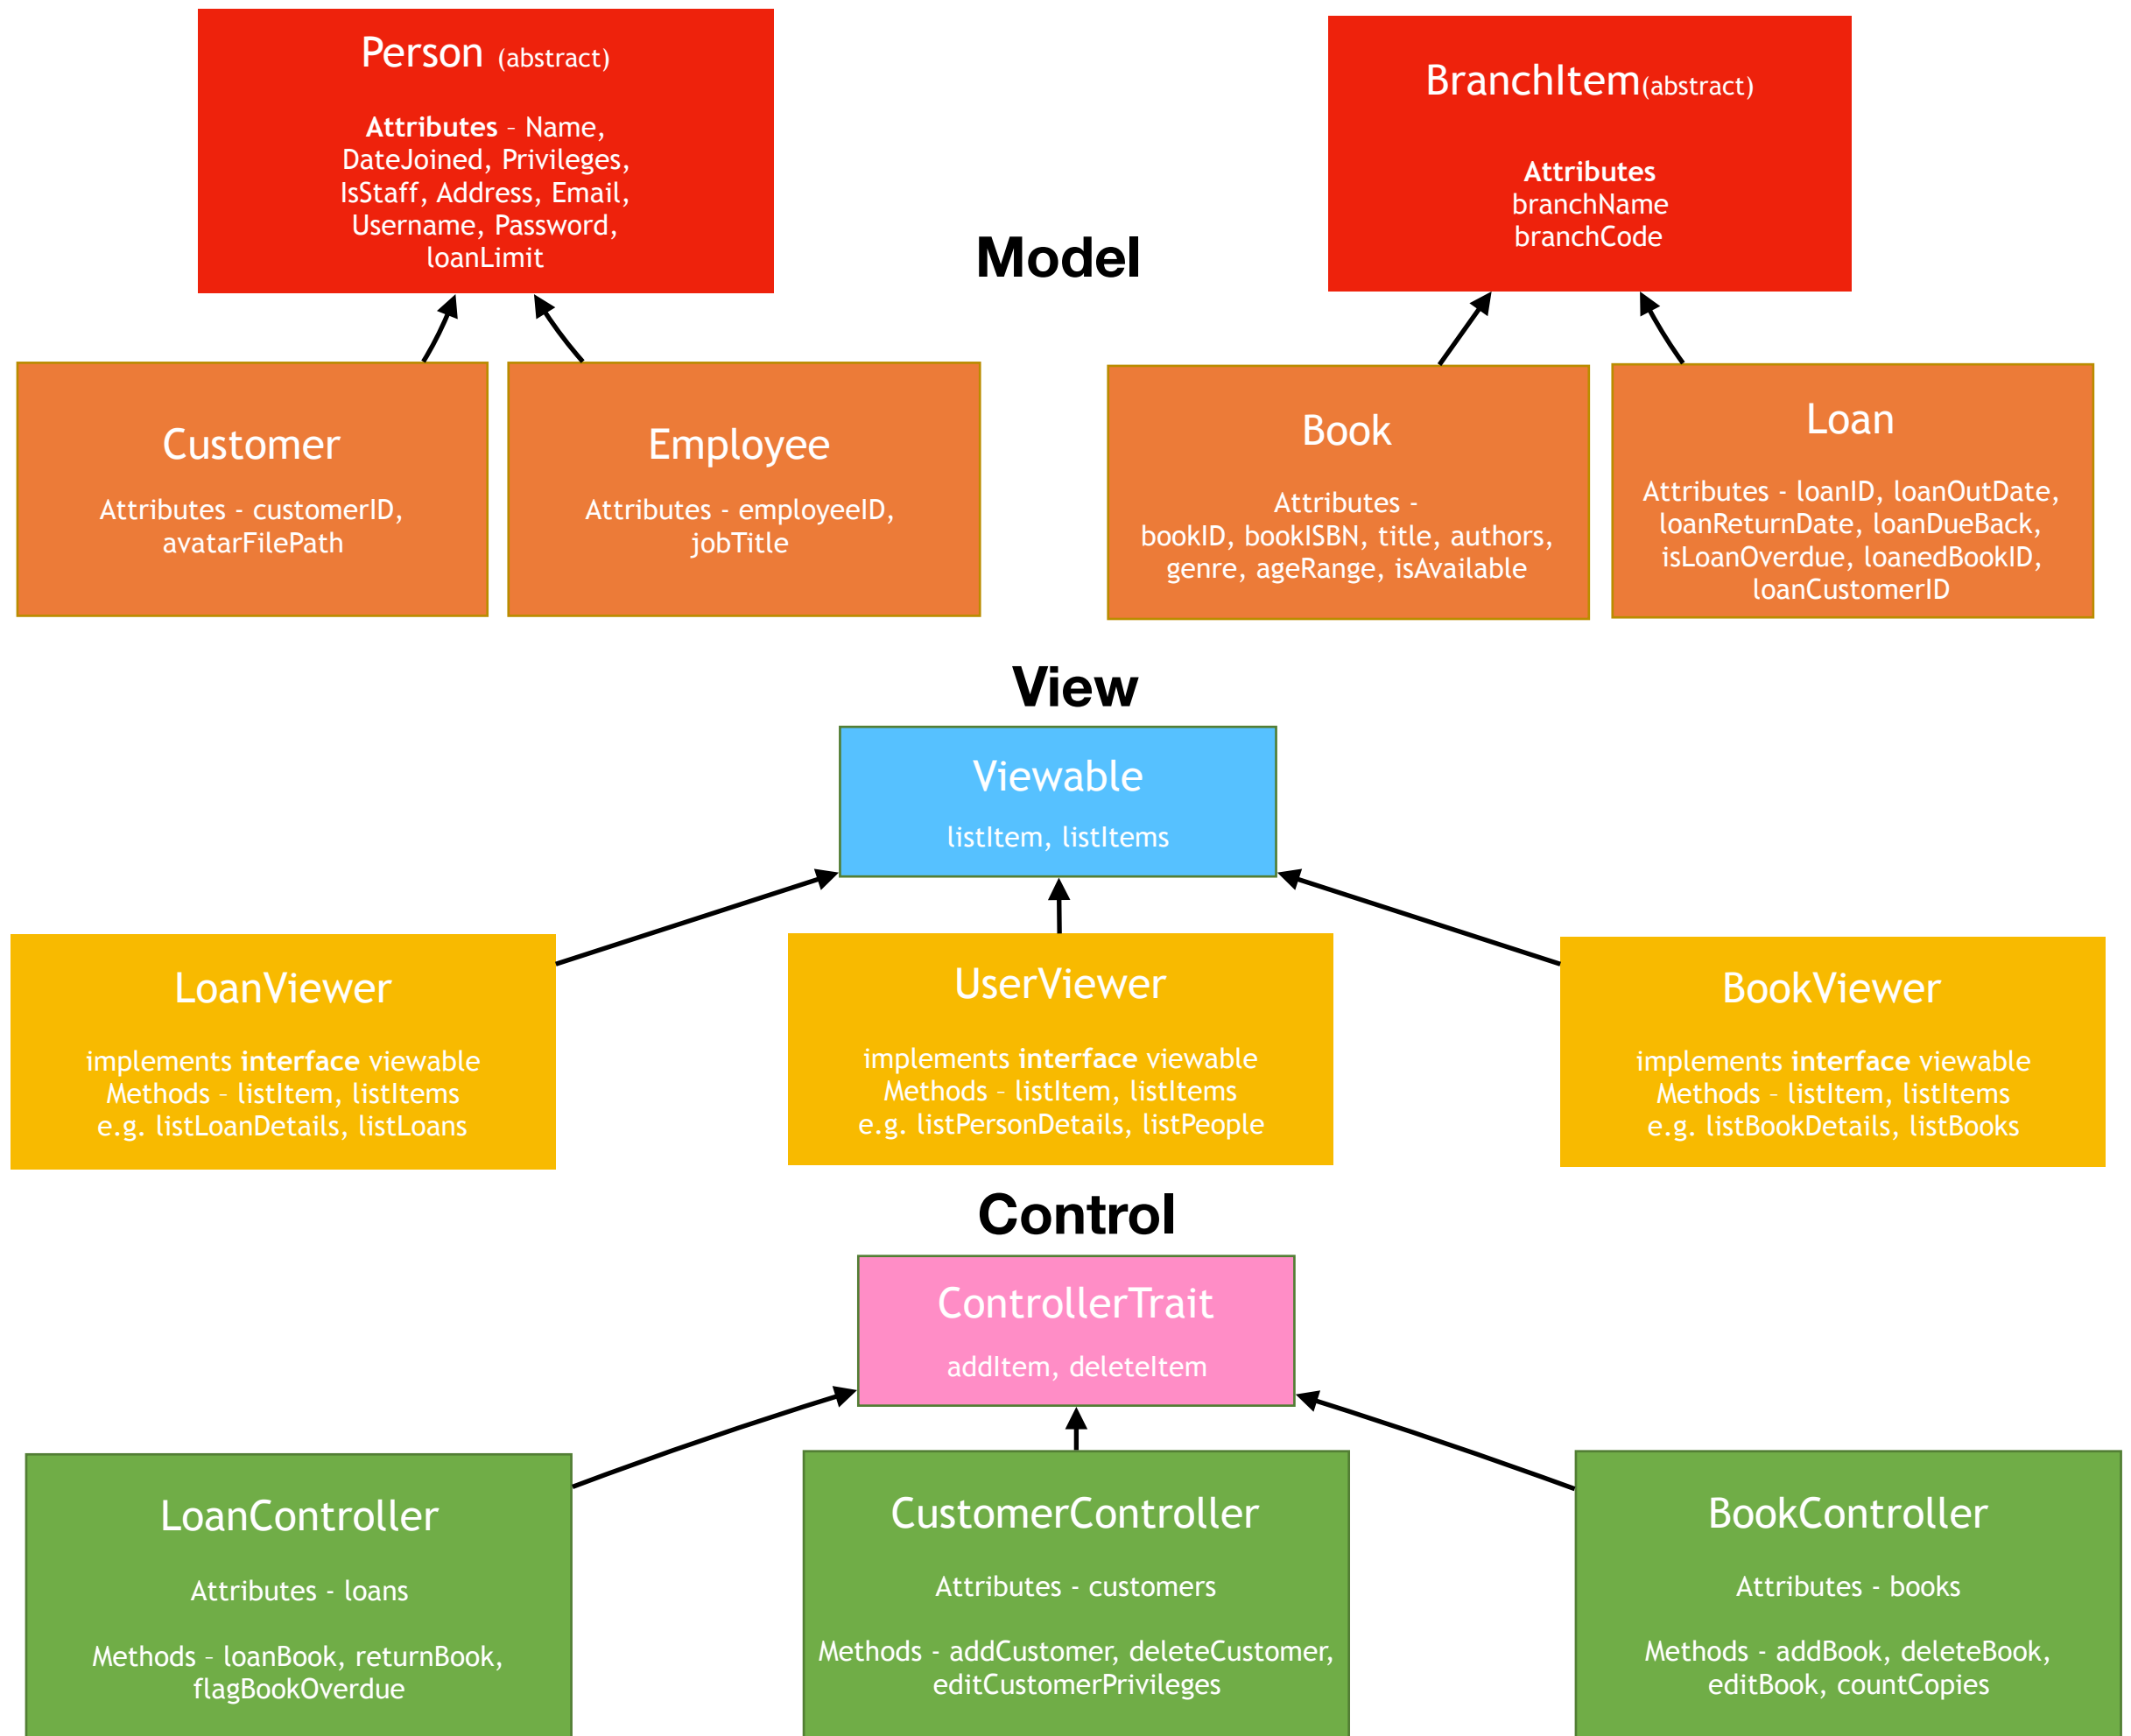 Person (abstract)
Attributes – Name,
DateJoined, Privileges,
IsStaff, Address, Email,
Username, Password,
loanLimit
BranchItem(abstract)
Attributes
branchName
branchCode
Model
Customer
Attributes - customerID,
avatarFilePath
Employee
Attributes - employeeID,
jobTitle
Book
Attributes -
bookID, bookISBN, title, authors,
genre, ageRange, isAvailable
Loan
Attributes - loanID, loanOutDate,
loanReturnDate, loanDueBack,
isLoanOverdue, loanedBookID,
loanCustomerID
View
Viewable
listItem, listItems
LoanViewer
implements interface viewable
Methods – listItem, listItems
e.g. listLoanDetails, listLoans
UserViewer
implements interface viewable
Methods – listItem, listItems
e.g. listPersonDetails, listPeople
BookViewer
implements interface viewable
Methods – listItem, listItems
e.g. listBookDetails, listBooks
Control
ControllerTrait
addItem, deleteItem
LoanController
Attributes - loans
Methods – loanBook, returnBook,
flagBookOverdue
CustomerController
Attributes - customers
Methods - addCustomer, deleteCustomer,
editCustomerPrivileges
BookController
Attributes - books
Methods - addBook, deleteBook,
editBook, countCopies